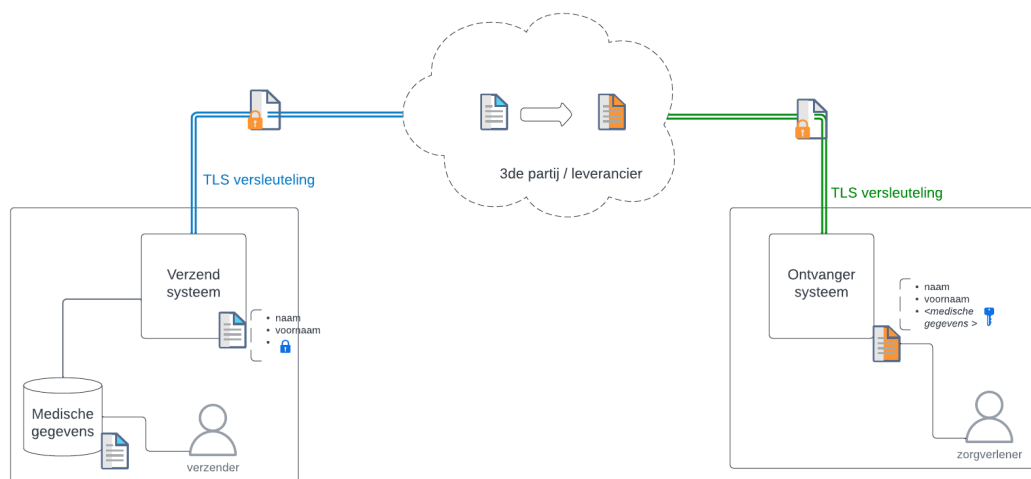 3de partij / leverancier
TLS versleuteling
TLS versleuteling
Verzend
systeem
• naam
• voornaam
•
Medische
gegevens
verzender
Ontvanger
systeem
• naam
• voornaam
• <medische
gegevens >
zorgverlener